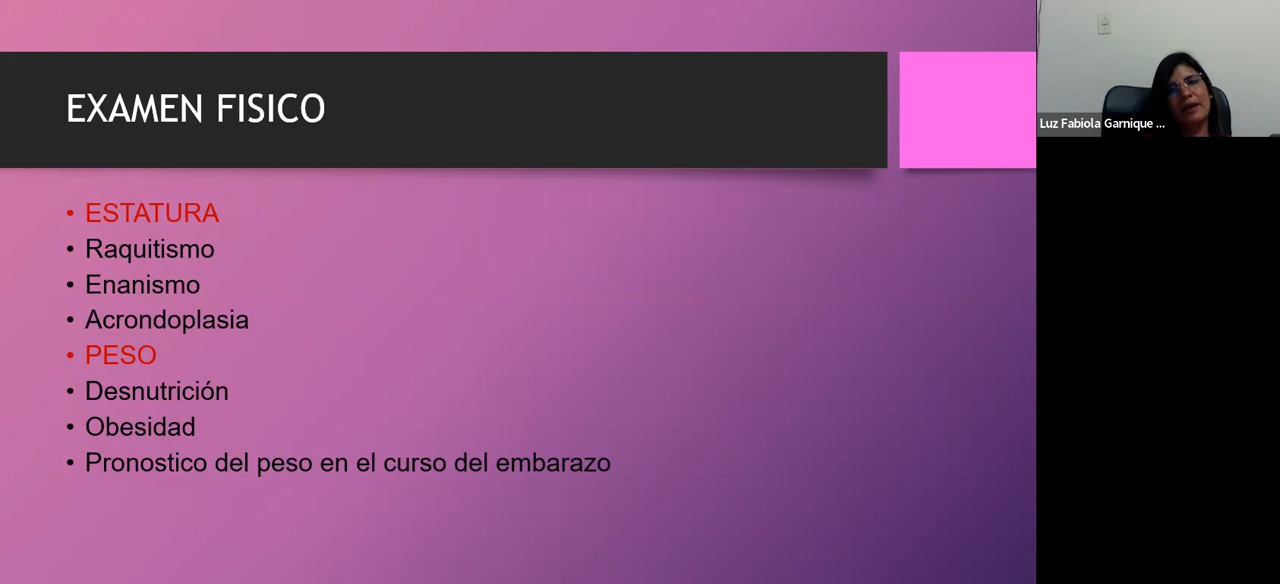 EXAMEN FISICO
Luz Fabiola Garnique ...
• ESTATURA
• Raquitismo
• Enanismo
• Acrondoplasia
• PESO
• Desnutrición
• Obesidad
• Pronostico del peso en el curso del embarazo